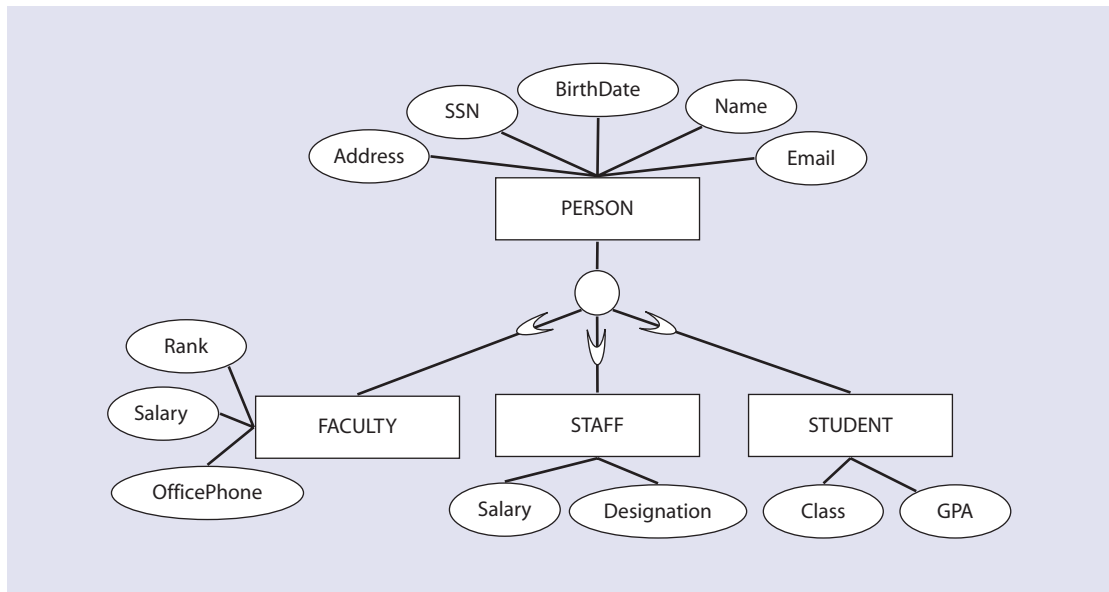 BirthDate
SSN
Name
Address
Email
PERSON
Rank
Salary
OfficePhone
FACULTY
STAFF
STUDENT
Salary
Designation
Class
GPA